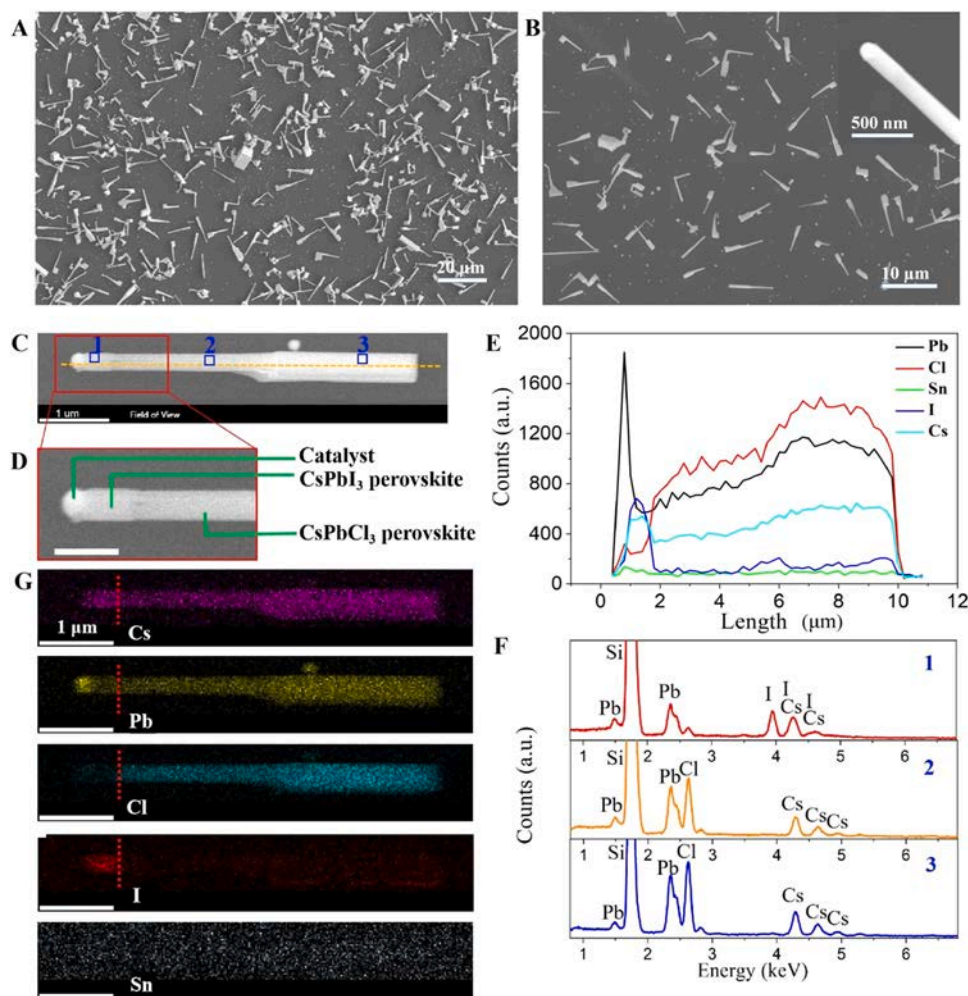 A
20 µm
B
500 nm
10 µm
C
1
2
3
1 um
Field of View
D
Catalyst
CsPbI₃ perovskite
CsPbCl₃ perovskite
E
2000
1600
1200
800
400
0
Counts (a.u.)
Pb
Cl
Sn
I
Cs
0 2 4 6 8 10 12
Length (µm)
G
1 µm
Cs
Pb
Cl
I
Sn
F
Counts (a.u.)
1
Si
Pb
Pb
I
I
Cs
I
Cs
1 2 3 4 5 6
2
Si
Pb
Pb
Cl
Cs
Cs
Cs
1 2 3 4 5 6
3
Si
Pb
Pb
Cl
Cs
Cs
Cs
1 2 3 4 5 6
Energy (keV)